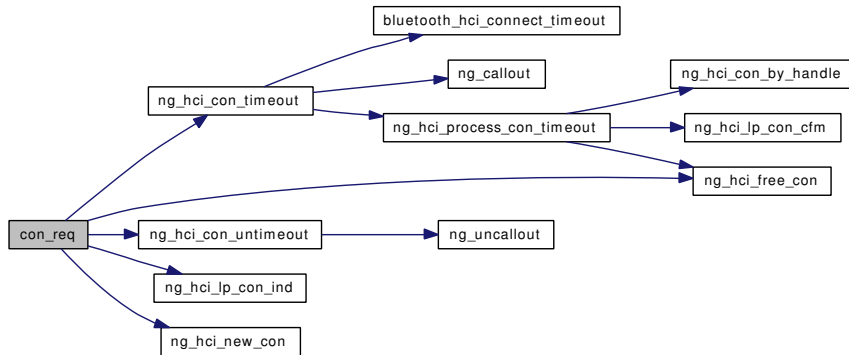 bluetooth_hci_connect_timeout
ng_callout
ng_hci_con_by_handle
ng_hci_con_timeout
ng_hci_process_con_timeout
ng_hci_lp_con_cfm
ng_hci_free_con
con_req
ng_hci_con_untimeout
ng_uncallout
ng_hci_lp_con_ind
ng_hci_new_con